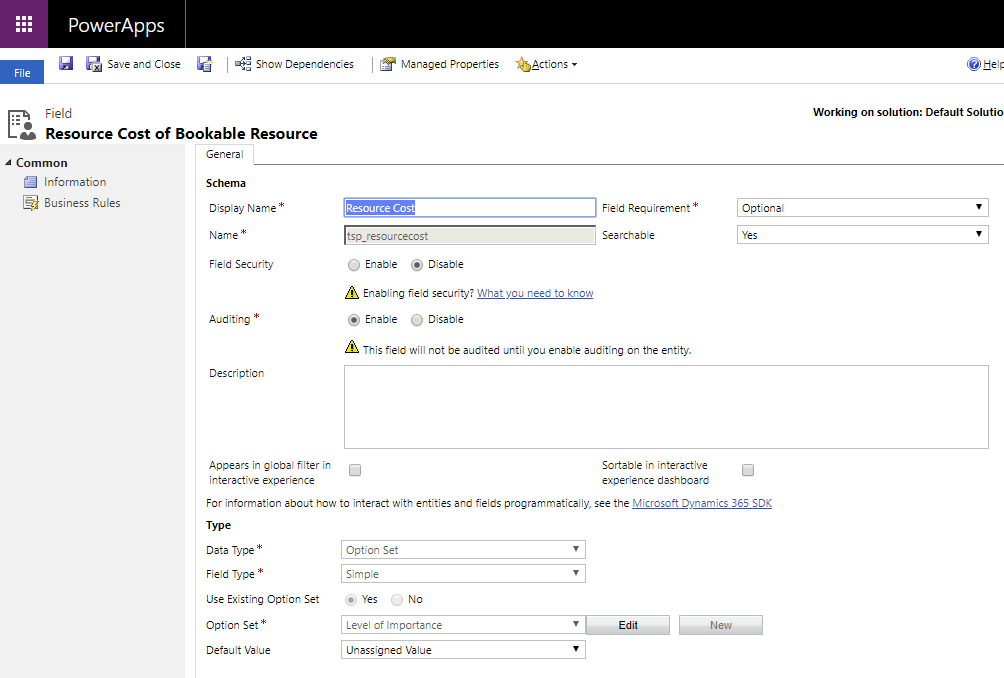 PowerApps
File
Save and Close
Show Dependencies
Managed Properties
Actions
Help
Field
Resource Cost of Bookable Resource
Working on solution: Default Solutio
Common
Information
Business Rules
General
Schema
Display Name*
Resource Cost
Field Requirement*
Optional
Name*
tsp_resourcecost
Searchable
Yes
Field Security
Enable
Disable
Enabling field security? What you need to know
Auditing*
Enable
Disable
This field will not be audited until you enable auditing on the entity.
Description
Appears in global filter in
interactive experience
Sortable in interactive
experience dashboard
For information about how to interact with entities and fields programmatically, see the Microsoft Dynamics 365 SDK
Type
Data Type*
Option Set
Field Type*
Simple
Use Existing Option Set
Yes
No
Option Set*
Level of Importance
Edit
New
Default Value
Unassigned Value